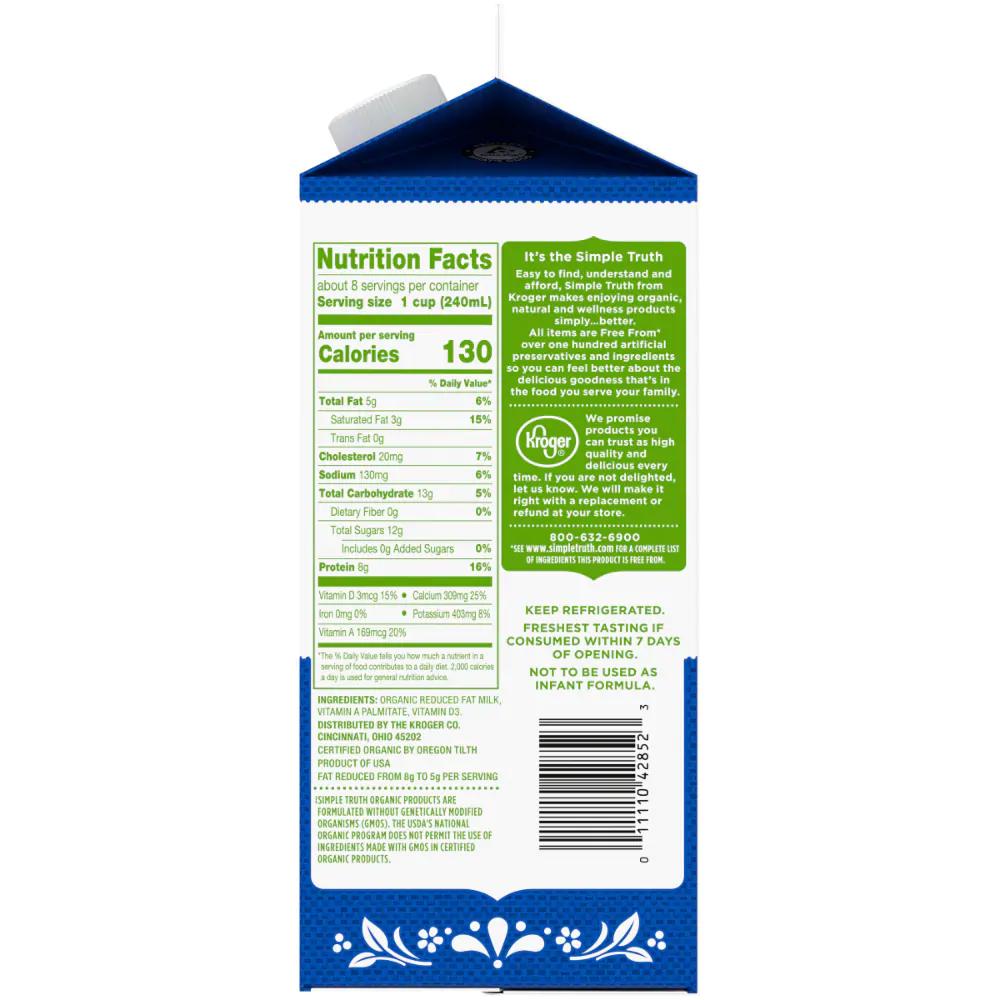 Nutrition Facts
about 8 servings per container
Serving size 1 cup (240mL)
Amount per serving
Calories 130
% Daily Value*
Total Fat 5g 6%
Saturated Fat 3g 15%
Trans Fat 0g
Cholesterol 20mg 7%
Sodium 130mg 6%
Total Carbohydrate 13g 5%
Dietary Fiber 0g 0%
Total Sugars 12g
Includes 0g Added Sugars 0%
Protein 8g 16%
Vitamin D 3mcg 15% • Calcium 309mg 25%
Iron 0mg 0% • Potassium 403mg 8%
Vitamin A 169mcg 20%
*The % Daily Value tells you how much a nutrient in a
serving of food contributes to a daily diet. 2,000 calories
a day is used for general nutrition advice.
INGREDIENTS: ORGANIC REDUCED FAT MILK,
VITAMIN A PALMITATE, VITAMIN D3.
DISTRIBUTED BY THE KROGER CO.
CINCINNATI, OHIO 45202
CERTIFIED ORGANIC BY OREGON TILTH
PRODUCT OF USA
FAT REDUCED FROM 8g TO 5g PER SERVING
‡SIMPLE TRUTH ORGANIC PRODUCTS ARE
FORMULATED WITHOUT GENETICALLY MODIFIED
ORGANISMS (GMOS). THE USDA'S NATIONAL
ORGANIC PROGRAM DOES NOT PERMIT THE USE OF
INGREDIENTS MADE WITH GMOS IN CERTIFIED
ORGANIC PRODUCTS.
It's the Simple Truth
Easy to find, understand and
afford, Simple Truth from
Kroger makes enjoying organic,
natural and wellness products
simply...better.
All items are Free From*
over one hundred artificial
preservatives and ingredients
so you can feel better about the
delicious goodness that's in
the food you serve your family.
Kroger®
We promise
products you
can trust as high
quality and
delicious every
time. If you are not delighted,
let us know. We will make it
right with a replacement or
refund at your store.
800-632-6900
*SEE www.simpletruth.com FOR A COMPLETE LIST
OF INGREDIENTS THIS PRODUCT IS FREE FROM.
KEEP REFRIGERATED.
FRESHEST TASTING IF
CONSUMED WITHIN 7 DAYS
OF OPENING.
NOT TO BE USED AS
INFANT FORMULA.
0 11110 42852 3